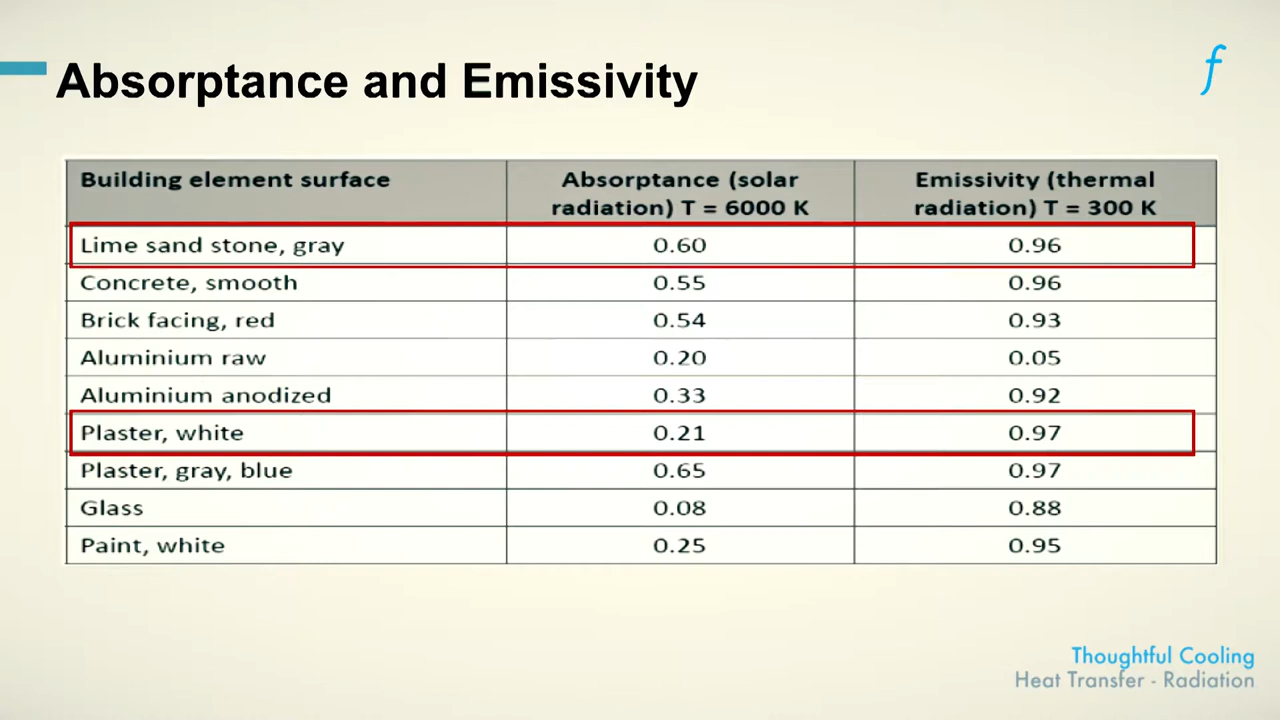 Absorptance and Emissivity
f
Building element surface Absorptance (solar radiation) T = 6000 K Emissivity (thermal radiation) T = 300 K
Lime sand stone, gray 0.60 0.96
Concrete, smooth 0.55 0.96
Brick facing, red 0.54 0.93
Aluminium raw 0.20 0.05
Aluminium anodized 0.33 0.92
Plaster, white 0.21 0.97
Plaster, gray, blue 0.65 0.97
Glass 0.08 0.88
Paint, white 0.25 0.95
Thoughtful Cooling
Heat Transfer - Radiation